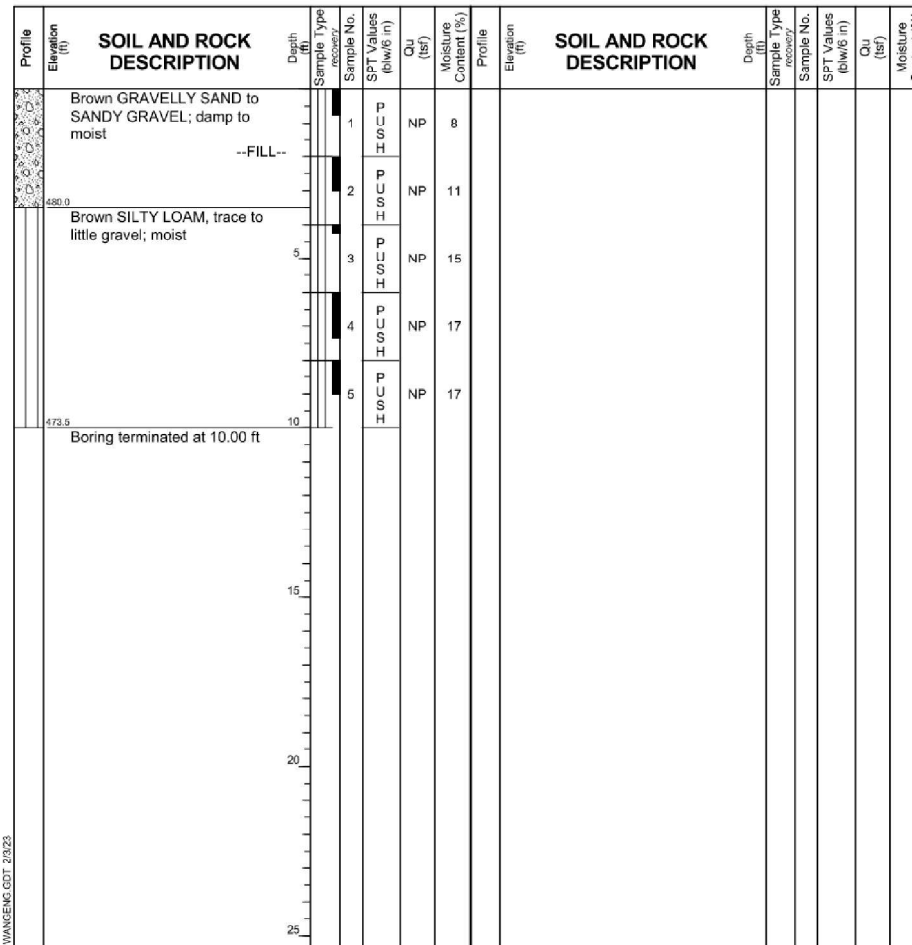 Profile
Elevation
(ft)
SOIL AND ROCK
DESCRIPTION
Depth
(ft)
Sample Type
recovery
Sample No.
SPT Values
(blw/6 in)
Qu
(tsf)
Moisture
Content (%)
Profile
Elevation
(ft)
SOIL AND ROCK
DESCRIPTION
Depth
(ft)
Sample Type
recovery
Sample No.
SPT Values
(blw/6 in)
Qu
(tsf)
Moisture
Brown GRAVELLY SAND to
SANDY GRAVEL; damp to
moist
--FILL--
1 PUSH NP 8
2 PUSH NP 11
480.0
Brown SILTY LOAM, trace to
little gravel; moist
5
3 PUSH NP 15
4 PUSH NP 17
5 PUSH NP 17
473.5 10
Boring terminated at 10.00 ft
15
20
25
WANGENG.GDT 2/3/23